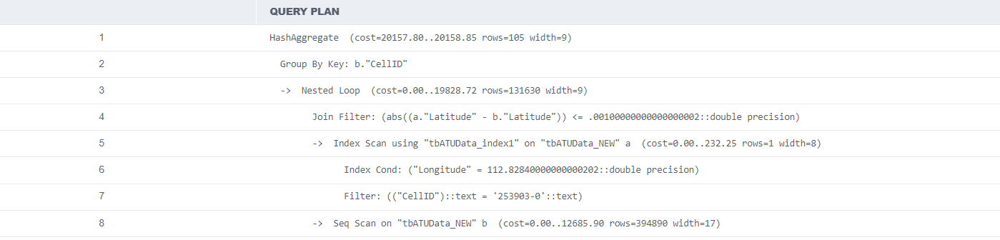 QUERY PLAN
1 HashAggregate (cost=20157.80..20158.85 rows=105 width=9)
2 Group By Key: b."CellID"
3 -> Nested Loop (cost=0.00..19828.72 rows=131630 width=9)
4 Join Filter: (abs((a."Latitude" - b."Latitude")) <= .00100000000000000002::double precision)
5 -> Index Scan using "tbATUData_index1" on "tbATUData_NEW" a (cost=0.00..232.25 rows=1 width=8)
6 Index Cond: ("Longitude" = 112.82840000000000202::double precision)
7 Filter: (("CellID")::text = '253903-0'::text)
8 -> Seq Scan on "tbATUData_NEW" b (cost=0.00..12685.90 rows=394890 width=17)